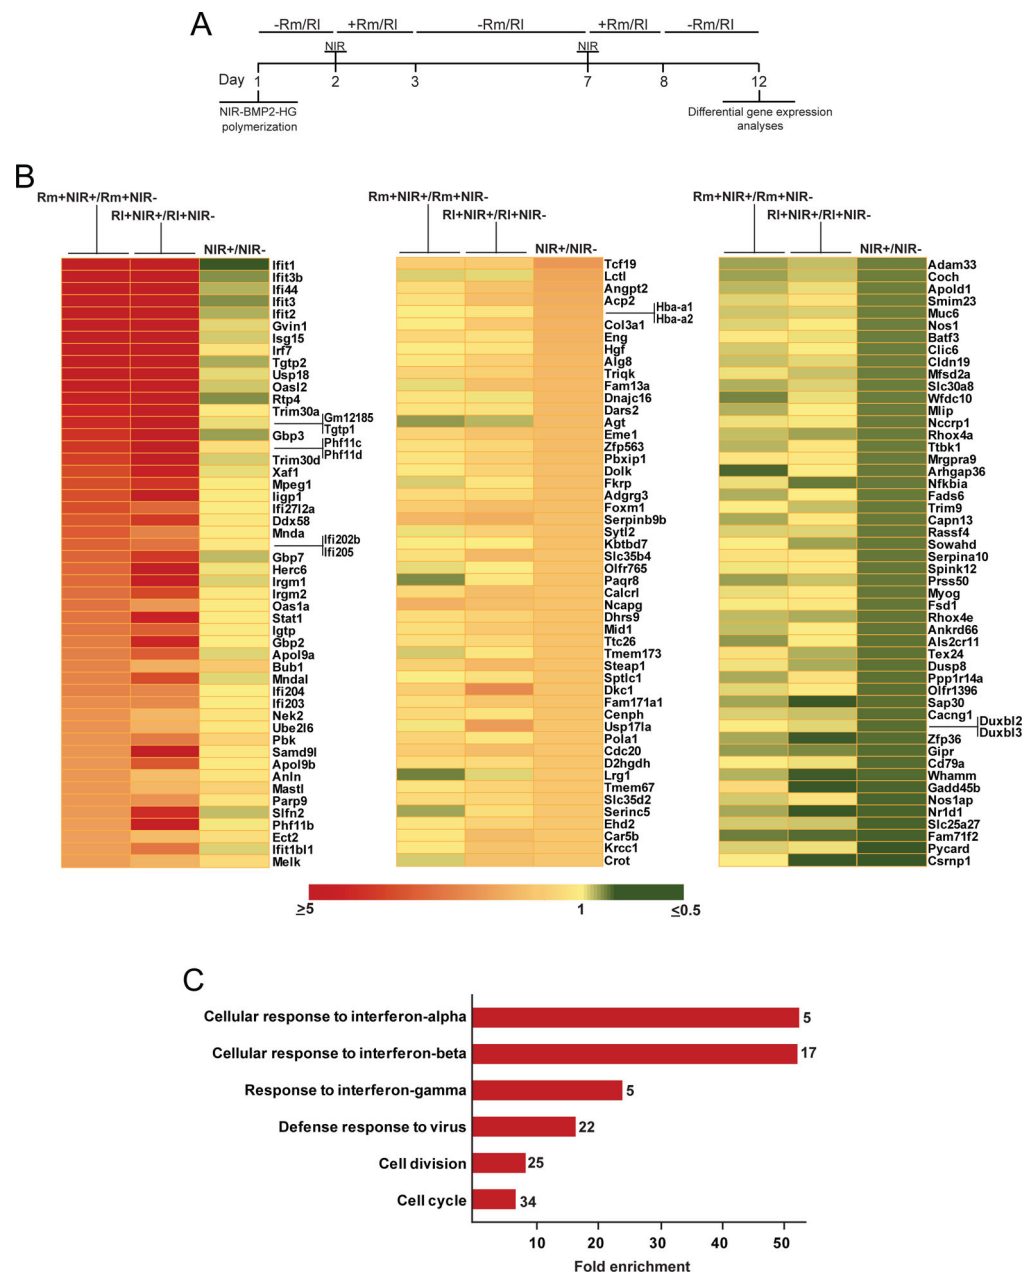 A
-Rm/RI
+Rm/RI
-Rm/RI
+Rm/RI
-Rm/RI
NIR
NIR
Day 1 2 3 7 8 12
NIR-BMP2-HG
polymerization
Differential gene expression
analyses
B
Rm+NIR+/Rm+NIR-
RI+NIR+/RI+NIR-
NIR+/NIR-
Ifit1
Ifit3b
Ifi44
Ifit3
Ifit2
Gvin1
Isg15
Irf7
Tgtp2
Usp18
Oasl2
Rtp4
Trim30a
Gm12185
Tgtp1
Gbp3
Phf11c
Phf11d
Trim30d
Xaf1
Mpeg1
Iigp1
Ifi27l2a
Ddx58
Mnda
Ifi202b
Ifi205
Gbp7
Herc6
Irgm1
Irgm2
Oas1a
Stat1
Igtp
Gbp2
Apol9a
Bub1
Mndal
Ifi204
Ifi203
Nek2
Ube2l6
Pbk
Samd9l
Apol9b
Anln
Mastl
Parp9
Slfn2
Phf11b
Ect2
Ifit1bl1
Melk
Rm+NIR+/Rm+NIR-
RI+NIR+/RI+NIR-
NIR+/NIR-
Tcf19
Lctl
Angpt2
Acp2
Hba-a1
Hba-a2
Col3a1
Eng
Hgf
Alg8
Triqk
Fam13a
Dnajc16
Dars2
Agt
Eme1
Zfp563
Pbxip1
Dolk
Fkrp
Adgrg3
Foxm1
Serpinb9b
Sytl2
Kbtbd7
Slc35b4
Olfr765
Paqr8
Calcrl
Ncapg
Dhrs9
Mid1
Ttc26
Tmem173
Steap1
Sptlc1
Dkc1
Fam171a1
Cenph
Usp17la
Pola1
Cdc20
D2hgdh
Lrg1
Tmem67
Slc35d2
Serinc5
Ehd2
Car5b
Krcc1
Crot
Rm+NIR+/Rm+NIR-
RI+NIR+/RI+NIR-
NIR+/NIR-
Adam33
Coch
Apold1
Smim23
Muc6
Nos1
Batf3
Clic6
Cldn19
Mfsd2a
Slc30a8
Wfdc10
Mlip
Nccrp1
Rhox4a
Ttbk1
Mrgpra9
Arhgap36
Nfkbia
Fads6
Trim9
Capn13
Rassf4
Sowahd
Serpina10
Spink12
Prss50
Myog
Fsd1
Rhox4e
Ankrd66
Als2cr11
Tex24
Dusp8
Ppp1r14a
Olfr1396
Sap30
Cacng1
Duxbl2
Duxbl3
Zfp36
Gipr
Cd79a
Whamm
Gadd45b
Nos1ap
Nr1d1
Slc25a27
Fam71f2
Pycard
Csrnp1
≥5 1 ≤0.5
C
Cellular response to interferon-alpha 5
Cellular response to interferon-beta 17
Response to interferon-gamma 5
Defense response to virus 22
Cell division 25
Cell cycle 34
10 20 30 40 50
Fold enrichment